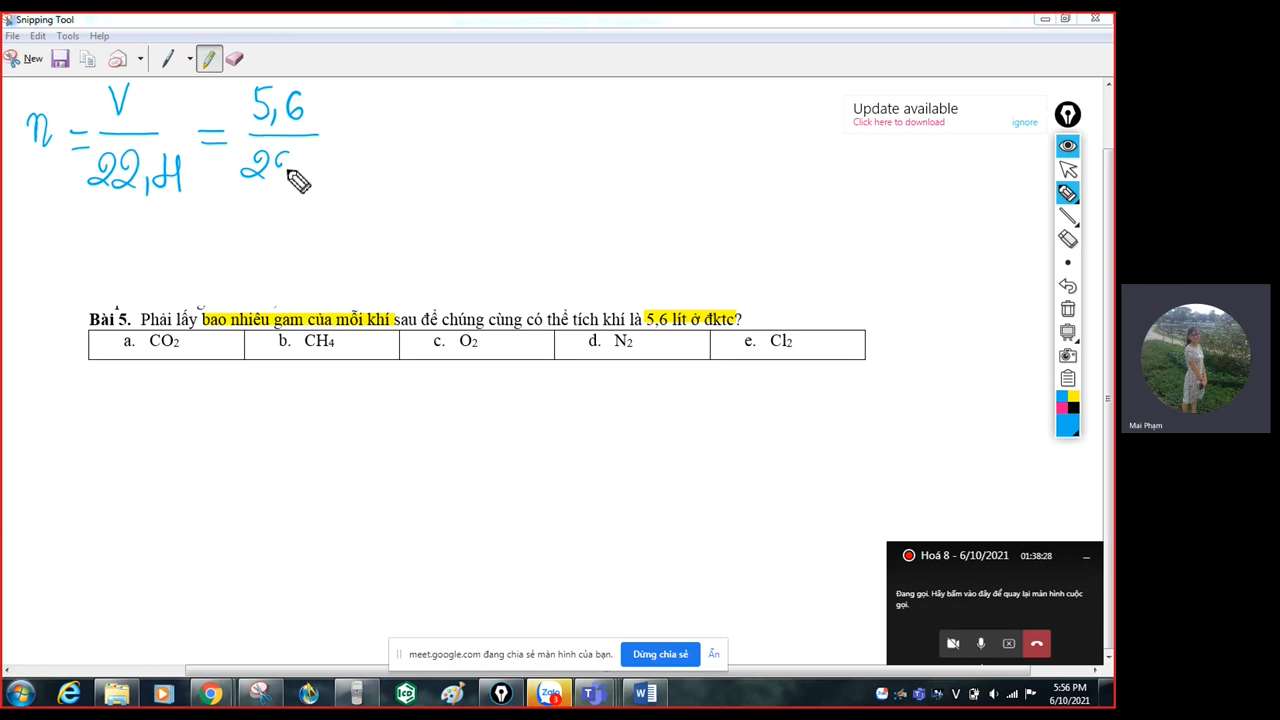 Snipping Tool
File Edit Tools Help
New
n = V/22,4 = 5,6/2
Update available
Click here to download
ignore
Bài 5. Phải lấy bao nhiêu gam của mỗi khí sau để chúng cùng có thể tích khí là 5,6 lít ở đktc?
a. CO2 b. CH4 c. O2 d. N2 e. Cl2
Mai Phạm
Hoá 8 - 6/10/2021 01:38:28
Đang gọi. Hãy bấm vào đây để quay lại màn hình cuộc
gọi.
meet.google.com đang chia sẻ màn hình của bạn. Dừng chia sẻ Ẩn
Zalo
5:56 PM
6/10/2021